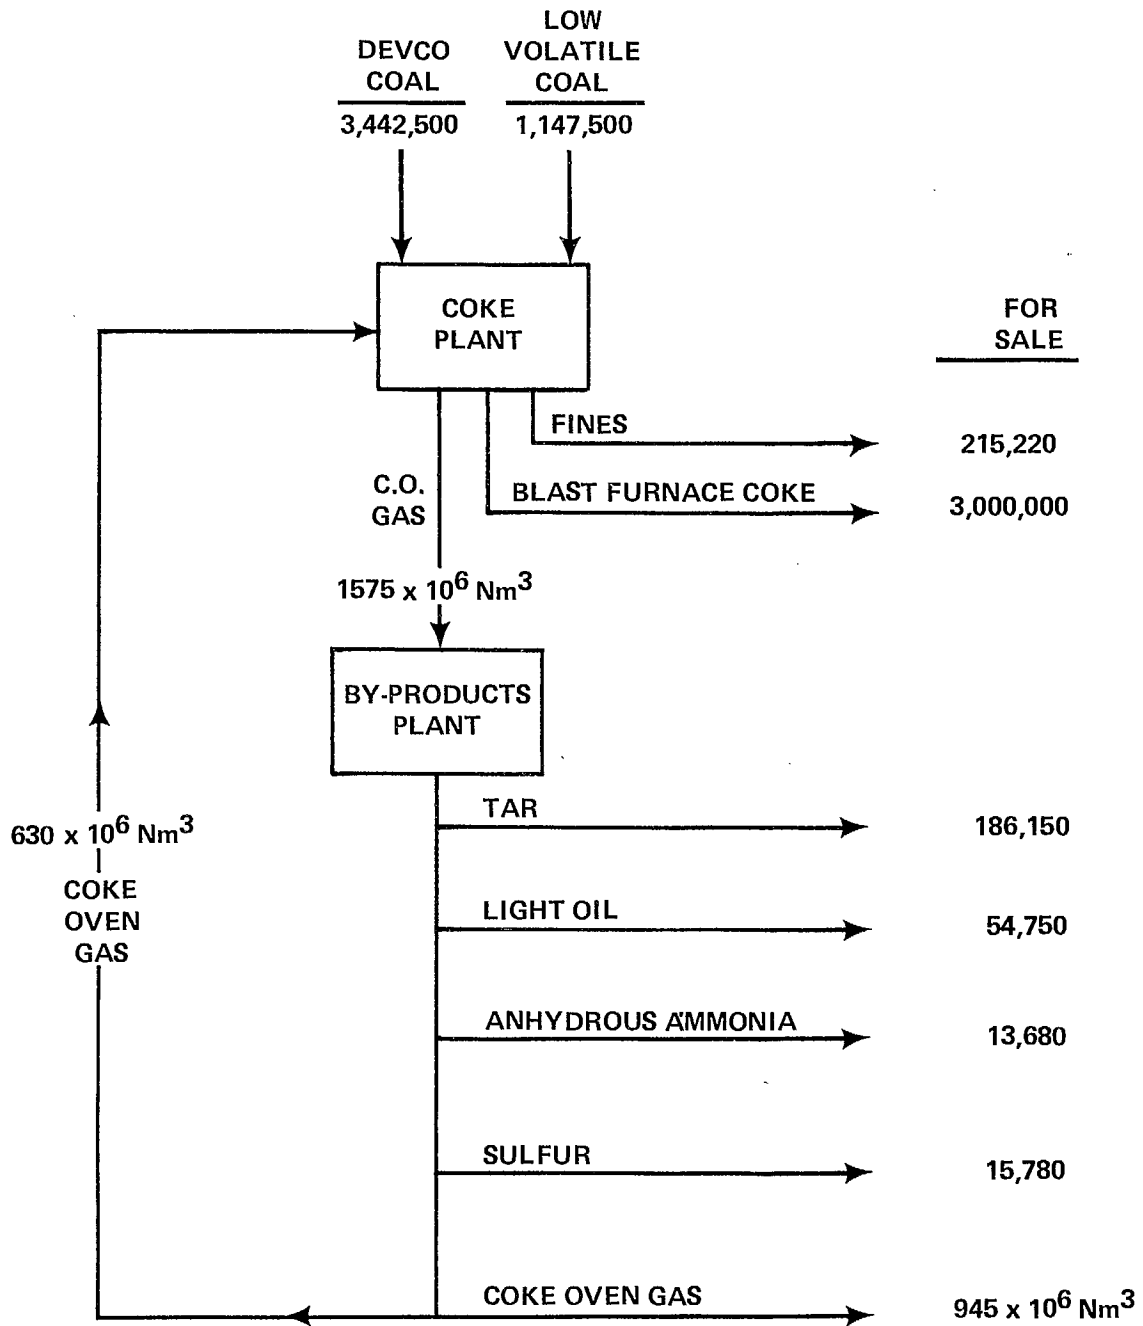 DEVCO
COAL
3,442,500
LOW
VOLATILE
COAL
1,147,500
COKE
PLANT
FOR
SALE
FINES
215,220
C.O.
GAS
BLAST FURNACE COKE
3,000,000
1575 x 10⁶ Nm³
BY-PRODUCTS
PLANT
TAR
186,150
630 x 10⁶ Nm³
COKE
OVEN
GAS
LIGHT OIL
54,750
ANHYDROUS AMMONIA
13,680
SULFUR
15,780
COKE OVEN GAS
945 x 10⁶ Nm³